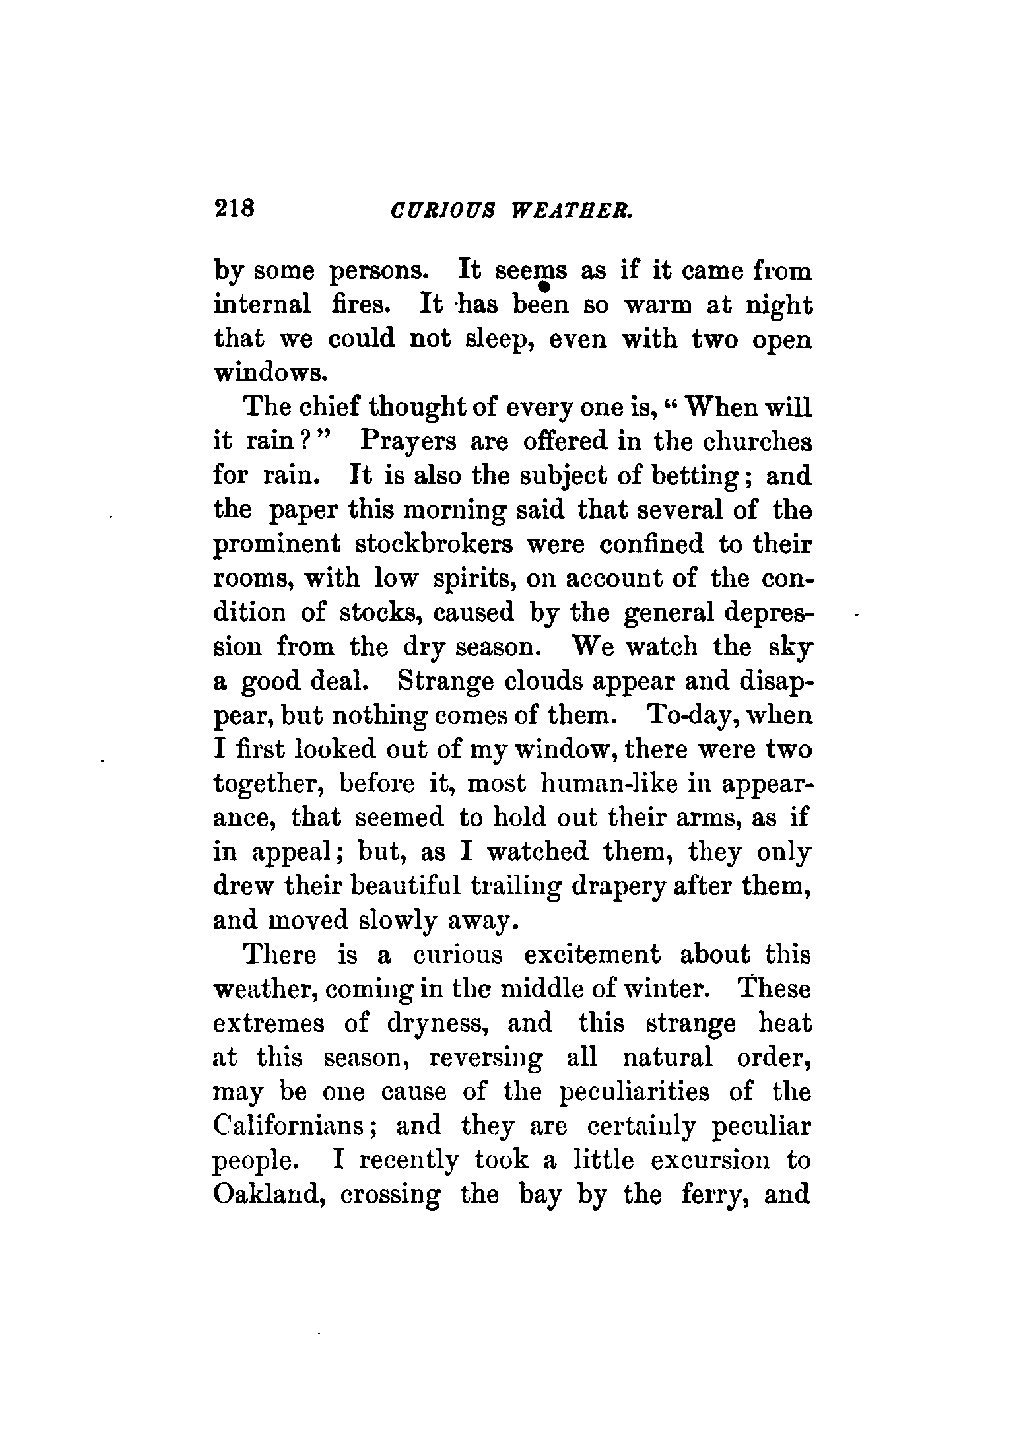 218 CURIOUS WEATHER.
by some persons. It seems as if it came from
internal fires. It has been so warm at night
that we could not sleep, even with two open
windows.
The chief thought of every one is, “ When will
it rain ? ” Prayers are offered in the churches
for rain. It is also the subject of betting ; and
the paper this morning said that several of the
prominent stockbrokers were confined to their
rooms, with low spirits, on account of the con-
dition of stocks, caused by the general depres-
sion from the dry season. We watch the sky
a good deal. Strange clouds appear and disap-
pear, but nothing comes of them. To-day, when
I first looked out of my window, there were two
together, before it, most human-like in appear-
ance, that seemed to hold out their arms, as if
in appeal ; but, as I watched them, they only
drew their beautiful trailing drapery after them,
and moved slowly away.
There is a curious excitement about this
weather, coming in the middle of winter. These
extremes of dryness, and this strange heat
at this season, reversing all natural order,
may be one cause of the peculiarities of the
Californians ; and they are certainly peculiar
people. I recently took a little excursion to
Oakland, crossing the bay by the ferry, and